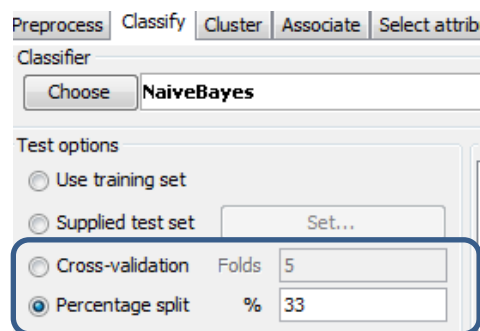 Preprocess Classify Cluster Associate Select attrib
Classifier
Choose NaiveBayes
Test options
Use training set
Supplied test set Set...
Cross-validation Folds 5
Percentage split % 33